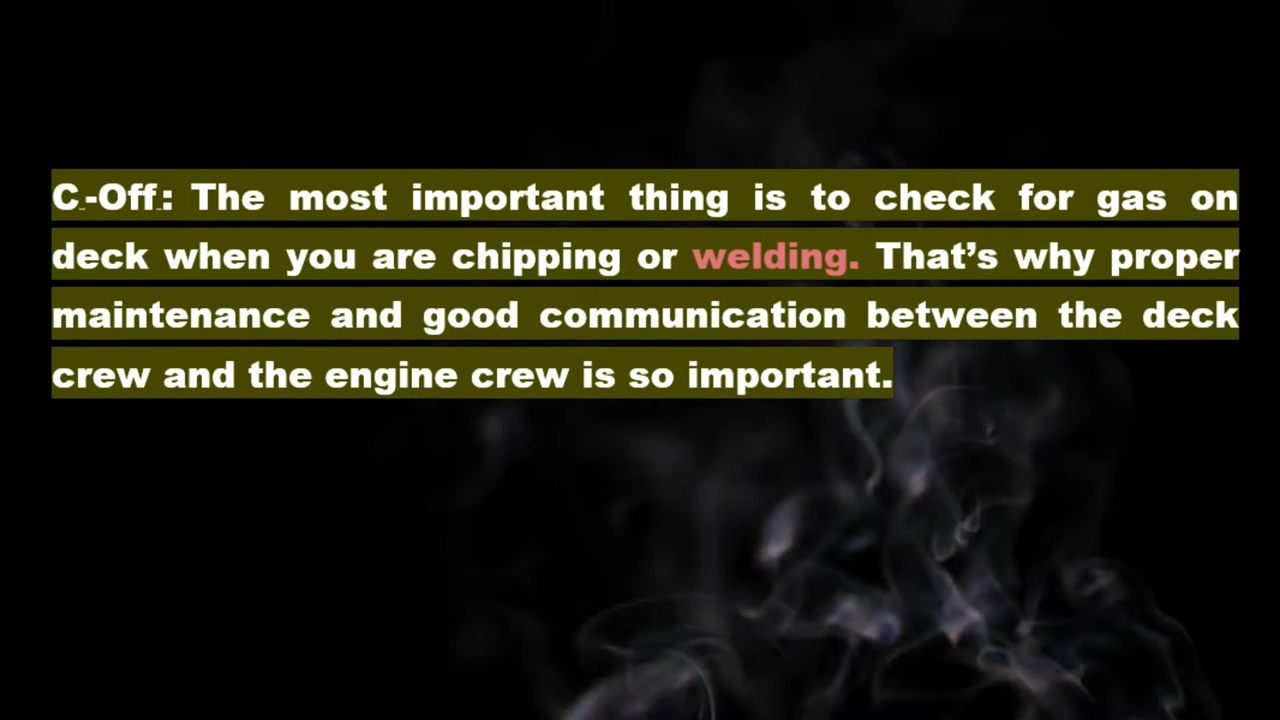 C.-Off.: The most important thing is to check for gas on
deck when you are chipping or welding. That’s why proper
maintenance and good communication between the deck
crew and the engine crew is so important.